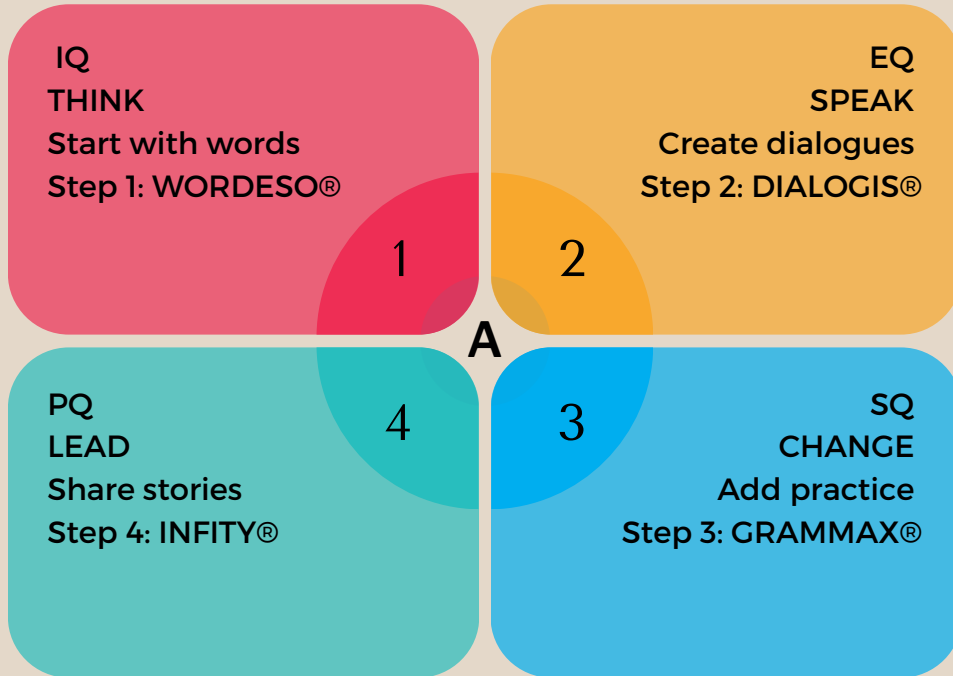 IQ
THINK
Start with words
Step 1: WORDESO®
1
EQ
SPEAK
Create dialogues
Step 2: DIALOGIS®
2
A
PQ
LEAD
Share stories
Step 4: INFITY®
4
SQ
CHANGE
Add practice
Step 3: GRAMMAX®
3